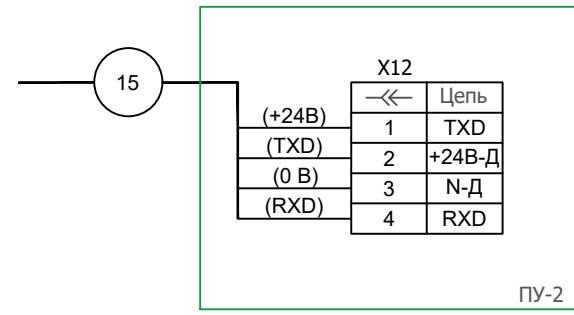 X12
15
Цепь
(+24В) 1 TXD
(TXD) 2 +24В-Д
(0 В) 3 N-Д
(RXD) 4 RXD
ПУ-2